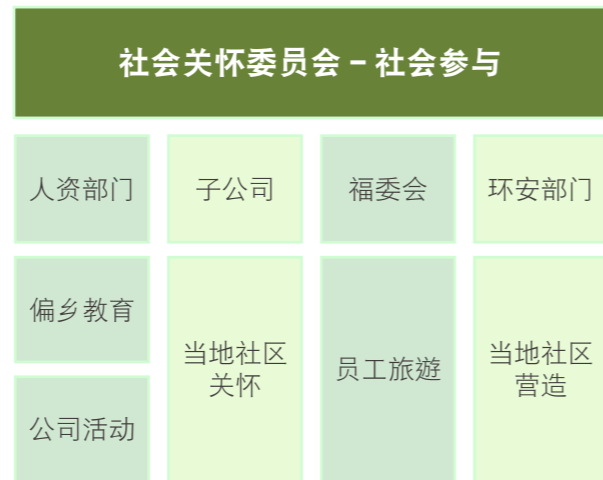 社会关怀委员会 – 社会参与
人资部门
子公司
福委会
环安部门
偏乡教育
当地社区
关怀
员工旅遊
当地社区
营造
公司活动